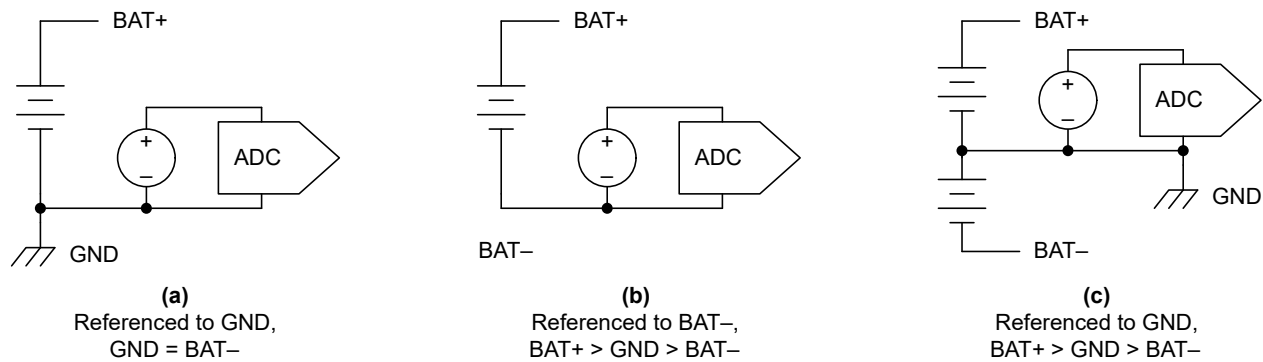 BAT+
+
−
ADC
GND
(a)
Referenced to GND,
GND = BAT–
BAT+
+
−
ADC
BAT–
(b)
Referenced to BAT–,
BAT+ > GND > BAT–
BAT+
+
−
ADC
GND
BAT–
(c)
Referenced to GND,
BAT+ > GND > BAT–